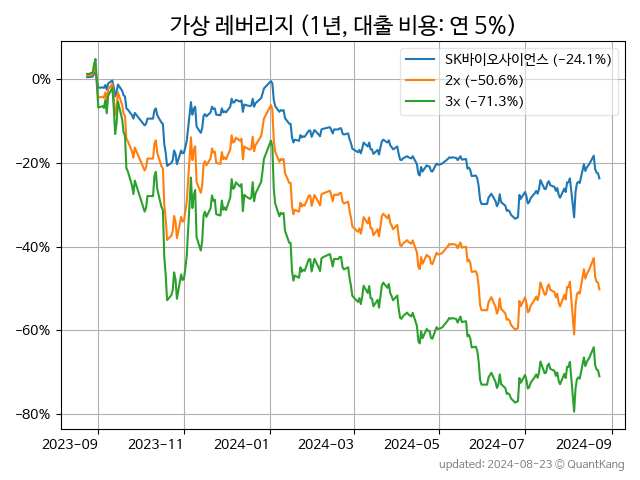 가상 레버리지 (1년, 대출 비용: 연 5%)
SK바이오사이언스 (−24.1%)
2x (−50.6%)
3x (−71.3%)
0%
−20%
−40%
−60%
−80%
2023−09 2023−11 2024−01 2024−03 2024−05 2024−07 2024−09
updated: 2024−08−23 © QuantKang